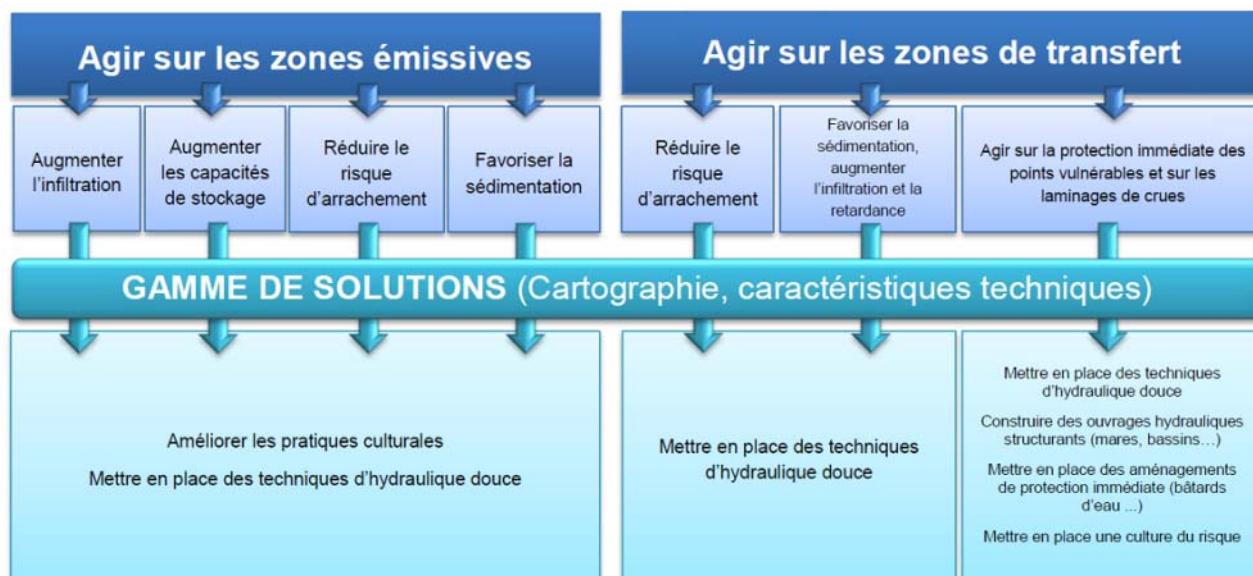 Agir sur les zones émissives
Agir sur les zones de transfert
Augmenter
l'infiltration
Augmenter
les capacités
de stockage
Réduire le
risque
d'arrachement
Favoriser la
sédimentation
Réduire le
risque
d'arrachement
Favoriser la
sédimentation,
augmenter
l'infiltration et la
retardance
Agir sur la protection immédiate des
points vulnérables et sur les
laminages de crues
GAMME DE SOLUTIONS (Cartographie, caractéristiques techniques)
Améliorer les pratiques culturales
Mettre en place des techniques d'hydraulique douce
Mettre en place des techniques
d'hydraulique douce
Mettre en place des techniques
d'hydraulique douce
Construire des ouvrages hydrauliques
structurants (mares, bassins…)
Mettre en place des aménagements
de protection immédiate (bâtards
d'eau ...)
Mettre en place une culture du risque